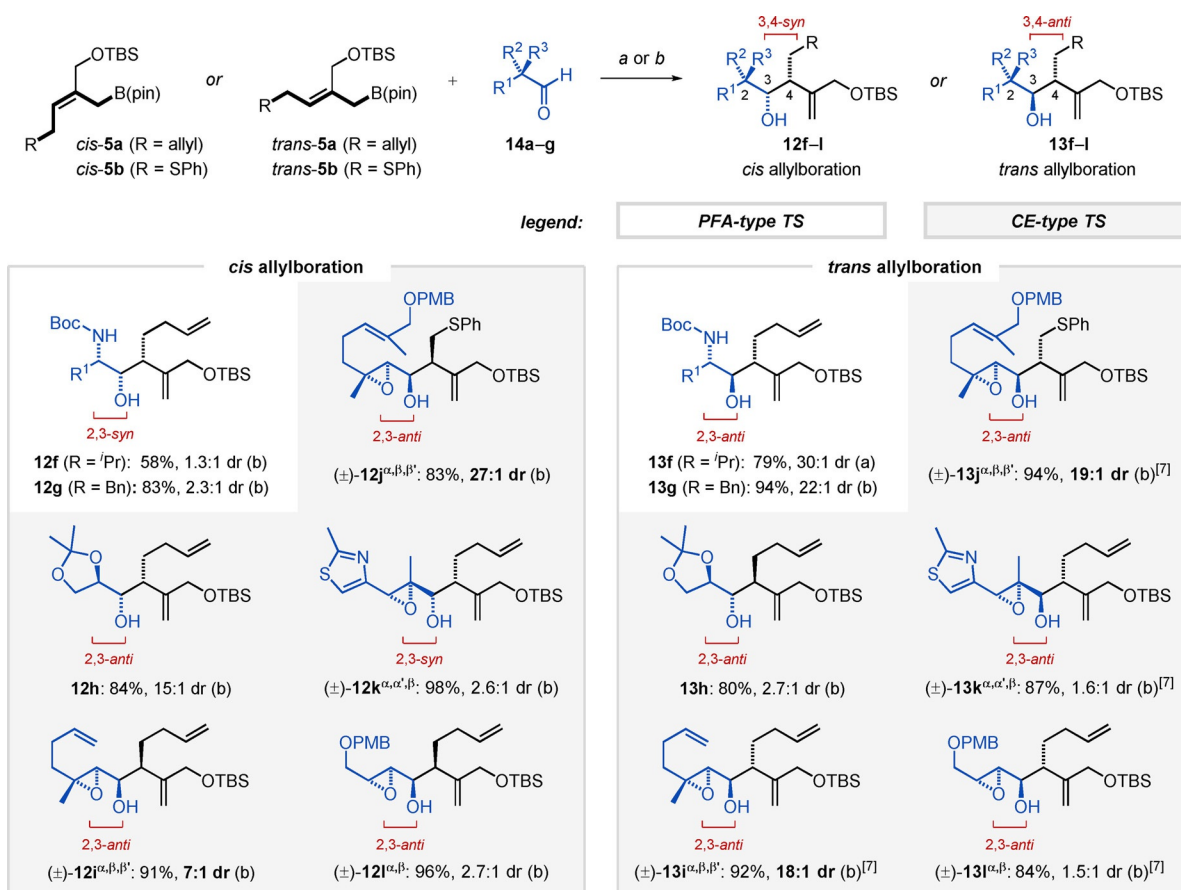 OTBS
B(pin)
R
cis-5a (R = allyl)
cis-5b (R = SPh)
or
OTBS
B(pin)
R
trans-5a (R = allyl)
trans-5b (R = SPh)
+
R² R³
R¹
H
O
14a–g
a or b
3,4-syn
R² R³
R
R¹
2
3
4
OH
OTBS
12f–l
cis allylboration
or
3,4-anti
R² R³
R
R¹
2
3
4
OH
OTBS
13f–l
trans allylboration
legend:
PFA-type TS
CE-type TS
cis allylboration
Boc
NH
R¹
OH
OTBS
2,3-syn
12f (R = ⁱPr): 58%, 1.3:1 dr (b)
12g (R = Bn): 83%, 2.3:1 dr (b)
OPMB
SPh
O
OH
OTBS
2,3-anti
(±)-12j^α,β,β': 83%, 27:1 dr (b)
O
O
OH
OTBS
2,3-anti
12h: 84%, 15:1 dr (b)
N
S
O
OH
OTBS
2,3-syn
(±)-12k^α,α',β: 98%, 2.6:1 dr (b)
O
OH
OTBS
2,3-anti
(±)-12i^α,β,β': 91%, 7:1 dr (b)
OPMB
O
OH
OTBS
2,3-anti
(±)-12l^α,β: 96%, 2.7:1 dr (b)
trans allylboration
Boc
NH
R¹
OH
OTBS
2,3-anti
13f (R = ⁱPr): 79%, 30:1 dr (a)
13g (R = Bn): 94%, 22:1 dr (b)
OPMB
SPh
O
OH
OTBS
2,3-anti
(±)-13j^α,β,β': 94%, 19:1 dr (b)[7]
O
O
OH
OTBS
2,3-anti
13h: 80%, 2.7:1 dr (b)
N
S
O
OH
OTBS
2,3-anti
(±)-13k^α,α',β: 87%, 1.6:1 dr (b)[7]
O
OH
OTBS
2,3-anti
(±)-13i^α,β,β': 92%, 18:1 dr (b)[7]
OPMB
O
OH
OTBS
2,3-anti
(±)-13l^α,β: 84%, 1.5:1 dr (b)[7]